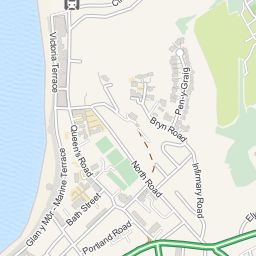 Victoria Terrace
Bryn Road
Pen-y-Graig
Queen's Road
North Road
Infirmary Road
Glan y Môr - Marine Terrace
Bath Street
Portland Road